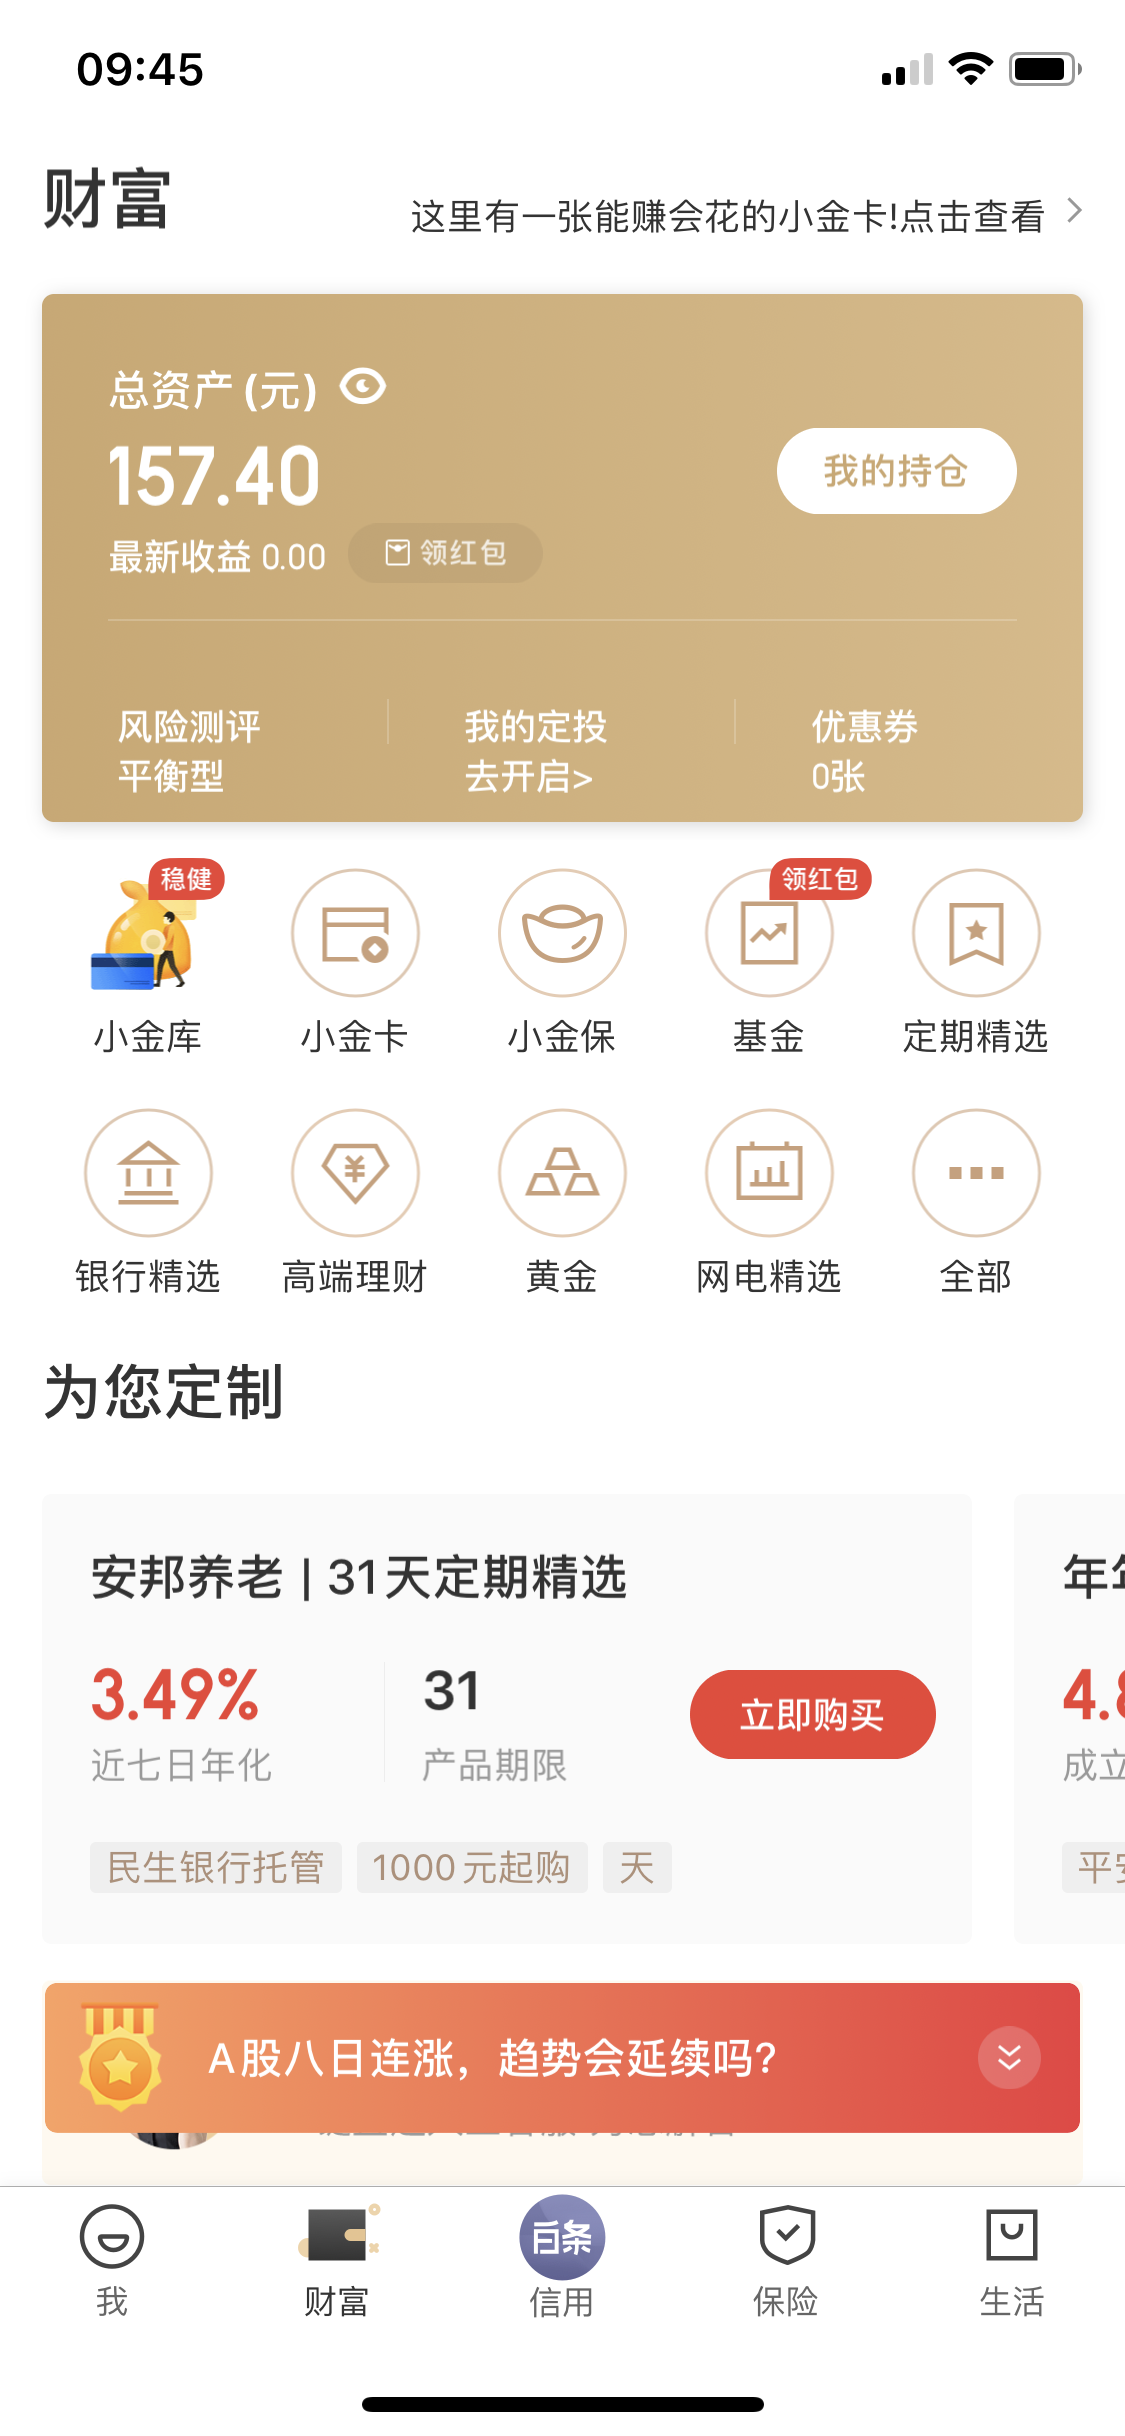 09:45
财富
这里有一张能赚会花的小金卡!点击查看
总资产(元)
157.40
我的持仓
最新收益 0.00
领红包
风险测评
我的定投
优惠券
平衡型
去开启>
0张
稳健
领红包
小金库
小金卡
小金保
基金
定期精选
银行精选
高端理财
黄金
网电精选
全部
为您定制
安邦养老 | 31天定期精选
年年
3.49%
31
立即购买
4.8
近七日年化
产品期限
成立
民生银行托管
1000元起购
天
平安
A股八日连涨，趋势会延续吗?
白条
我
财富
信用
保险
生活